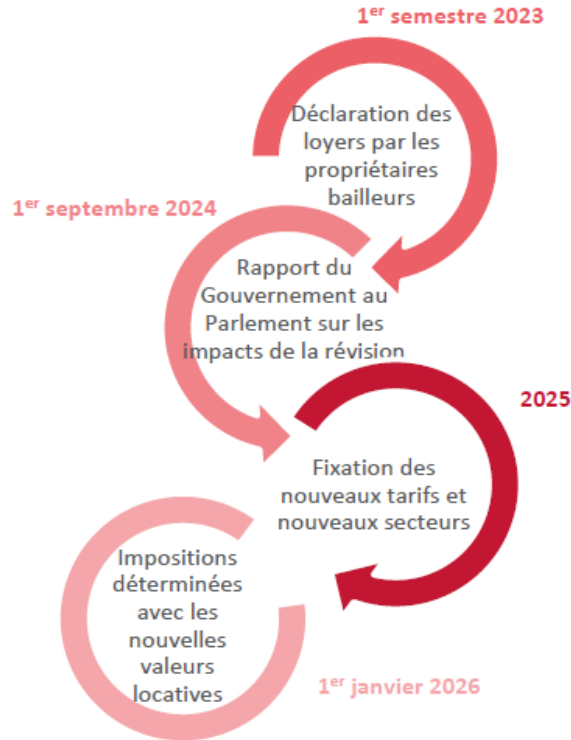 1er semestre 2023
Déclaration des
loyers par les
propriétaires
bailleurs
1er septembre 2024
Rapport du
Gouvernement au
Parlement sur les
impacts de la révision
2025
Fixation des
nouveaux tarifs et
nouveaux secteurs
Impositions
déterminées
avec les
nouvelles
valeurs
locatives
1er janvier 2026